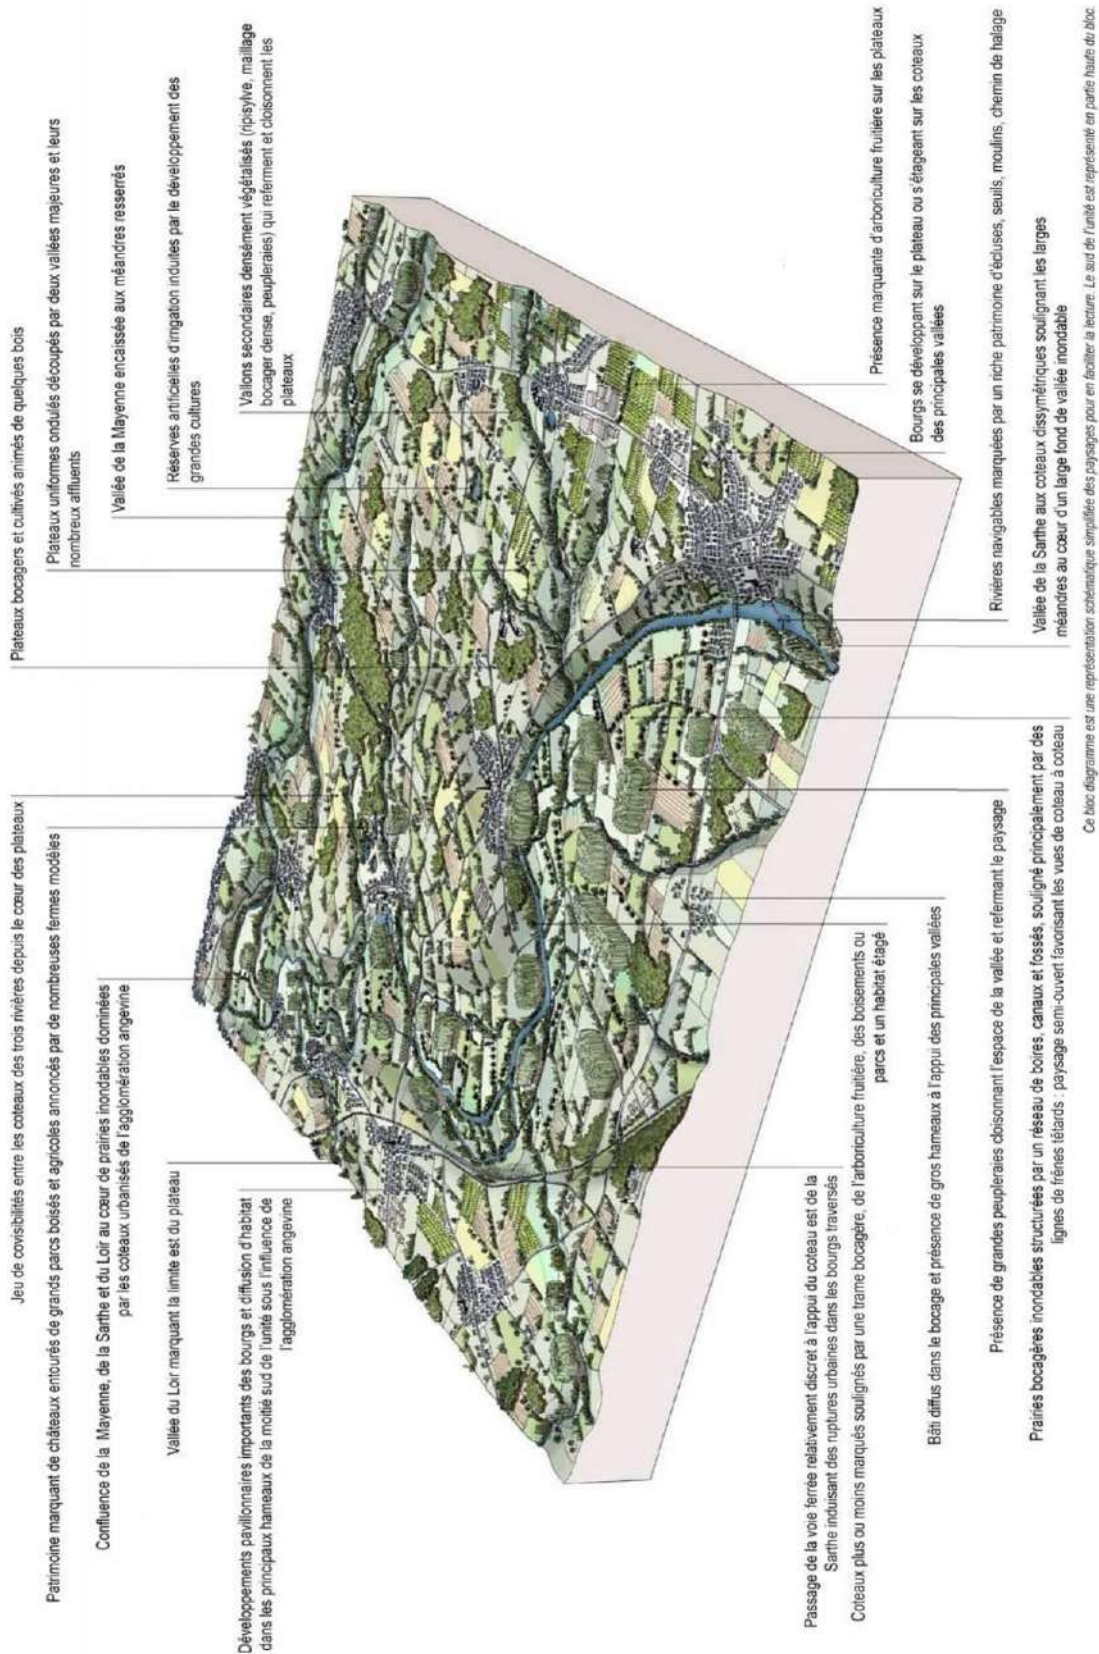 Jeu de covisibilités entre les coteaux des trois rivières depuis le cœur des plateaux
Patrimoine marquant de châteaux entourés de grands parcs boisés et agricoles annoncés par de nombreuses fermes modèles
Confluence de la Mayenne, de la Sarthe et du Loir au cœur de prairies inondables dominées
par les coteaux urbanisés de l'agglomération angevine
Vallée du Loir marquant la limite est du plateau
Développements pavillonnaires importants des bourgs et diffusion d'habitat
dans les principaux hameaux de la moitié sud de l'unité sous l'influence de
l'agglomération angevine
Plateaux bocagers et cultivés animés de quelques bois
Plateaux uniformes ondulés découpés par deux vallées majeures et leurs
nombreux affluents
Vallée de la Mayenne encaissée aux méandres resserrés
Réserves artificielles d'irrigation induites par le développement des
grandes cultures
Vallons secondaires densément végétalisés (ripisylve, maillage
bocager dense, peupleraies) qui referment et cloisonnent les
plateaux
Passage de la voie ferrée relativement discret à l'appui du coteau est de la
Sarthe induisant des ruptures urbaines dans les bourgs traversés
Coteaux plus ou moins marqués soulignés par une trame bocagère, de l'arboriculture fruitière, des boisements ou
parcs et un habitat étagé
Bâti diffus dans le bocage et présence de gros hameaux à l'appui des principales vallées
Présence de grandes peupleraies cloisonnant l'espace de la vallée et refermant le paysage
Prairies bocagères inondables structurées par un réseau de boires, canaux et fossés, souligné principalement par des
lignes de frênes têtards : paysage semi-ouvert favorisant les vues de coteau à coteau
Présence marquante d'arboriculture fruitière sur les plateaux
Bourgs se développant sur le plateau ou s'étageant sur les coteaux
des principales vallées
Rivières navigables marquées par un riche patrimoine d'écluses, seuils, moulins, chemin de halage
Vallée de la Sarthe aux coteaux dissymétriques soulignant les larges
méandres au cœur d'un large fond de vallée inondable
Ce bloc diagramme est une représentation schématique simplifiée des paysages pour en faciliter la lecture. Le sud de l'unité est représenté en partie haute du bloc.